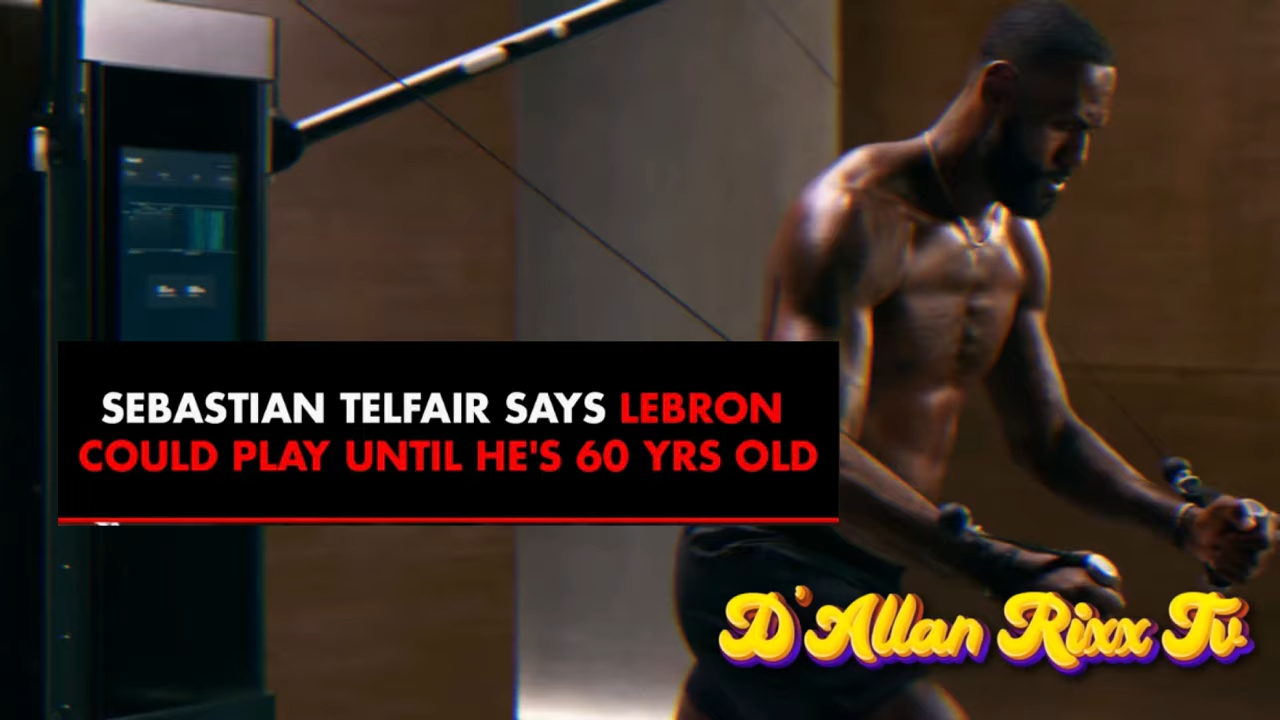 SEBASTIAN TELFAIR SAYS LEBRON
COULD PLAY UNTIL HE'S 60 YRS OLD
D'Allan Rixx Tv